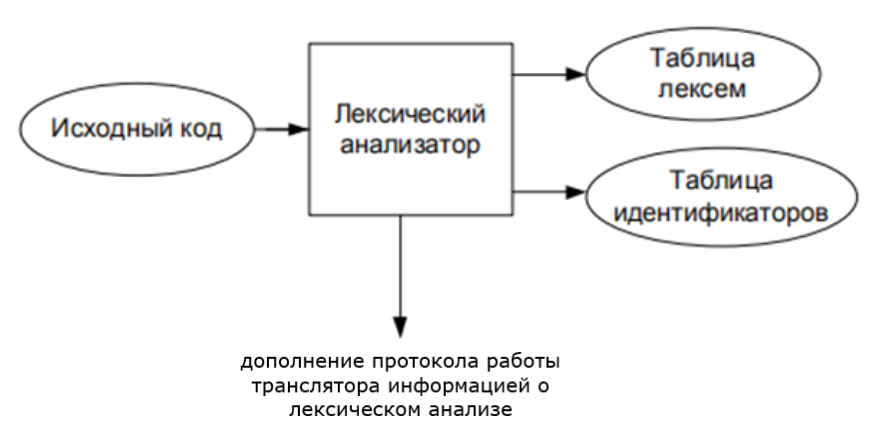 Исходный код
Лексический
анализатор
Таблица
лексем
Таблица
идентификаторов
дополнение протокола работы
транслятора информацией о
лексическом анализе